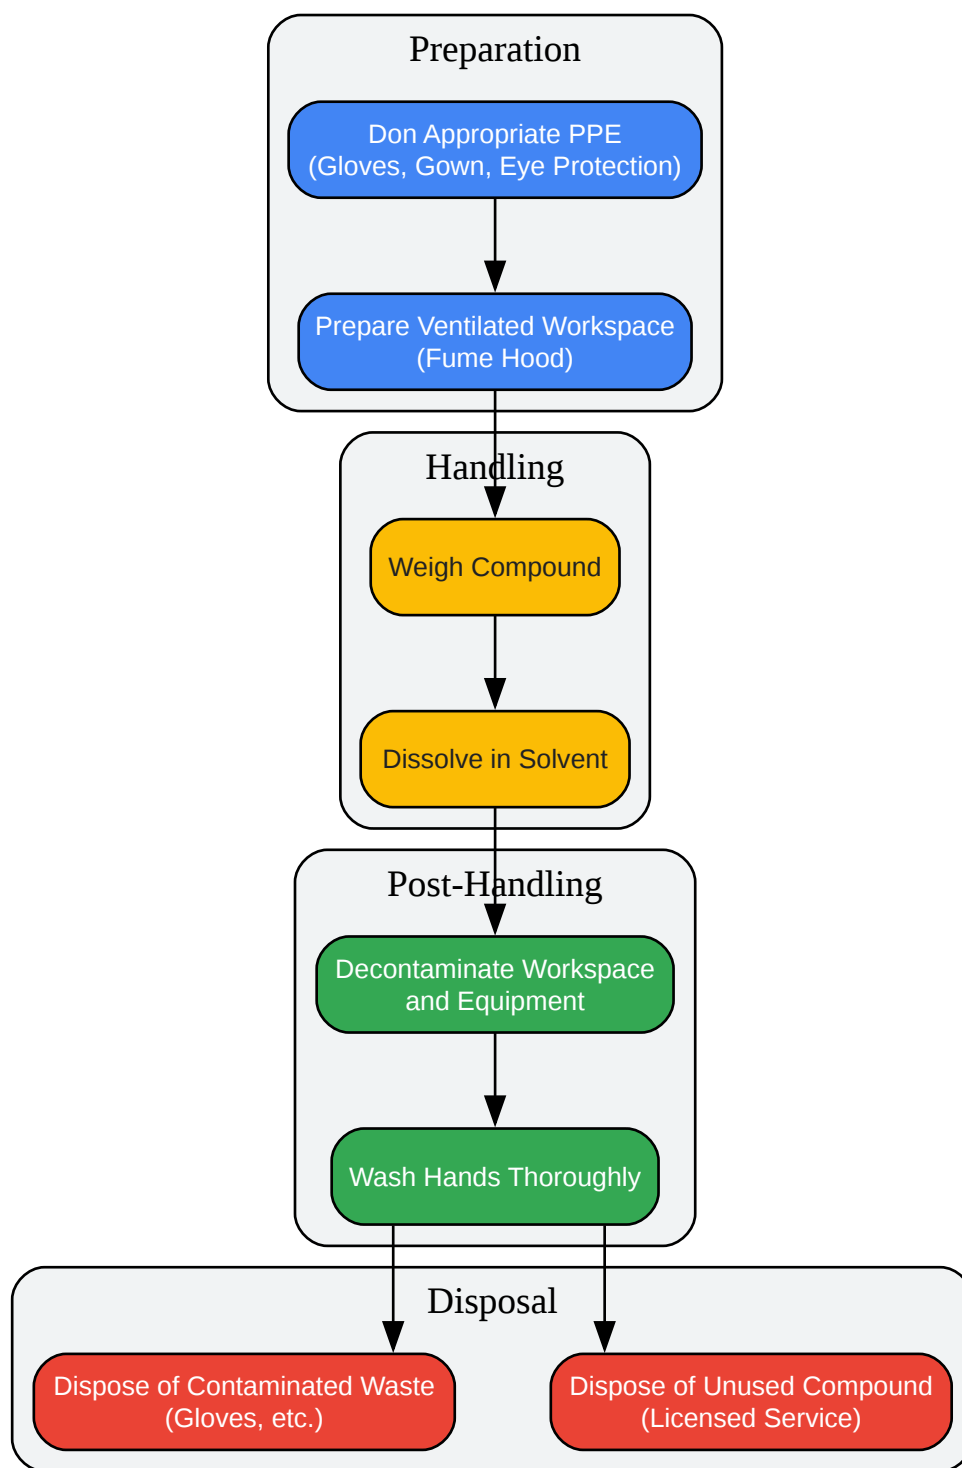 Preparation
Don Appropriate PPE
(Gloves, Gown, Eye Protection)
Prepare Ventilated Workspace
(Fume Hood)
Handling
Weigh Compound
Dissolve in Solvent
Post-Handling
Decontaminate Workspace
and Equipment
Wash Hands Thoroughly
Disposal
Dispose of Contaminated Waste
(Gloves, etc.)
Dispose of Unused Compound
(Licensed Service)